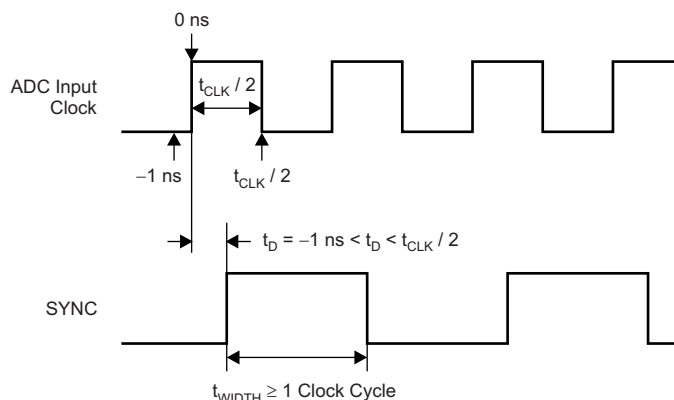 0 ns
ADC Input
Clock
t_CLK / 2
–1 ns
t_CLK / 2
t_D = –1 ns < t_D < t_CLK / 2
SYNC
t_WIDTH ≥ 1 Clock Cycle